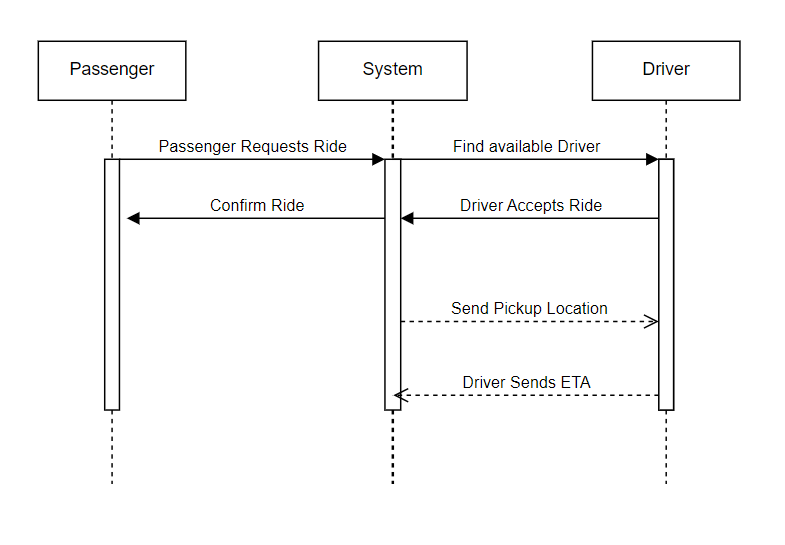 Passenger
System
Driver
Passenger Requests Ride
Find available Driver
Confirm Ride
Driver Accepts Ride
Send Pickup Location
Driver Sends ETA